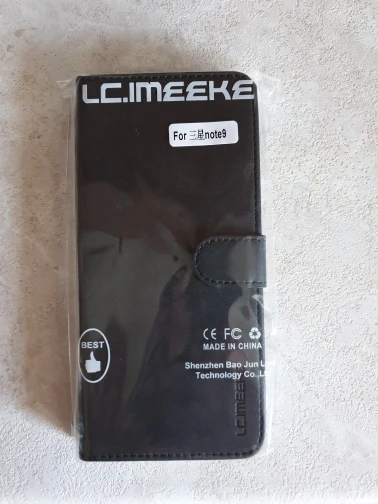 LC.IMEEKE
For 三星note9
BEST
CE FC
MADE IN CHINA
Shenzhen Bao Jun
Technology Co.,L
LC.IMEEKE